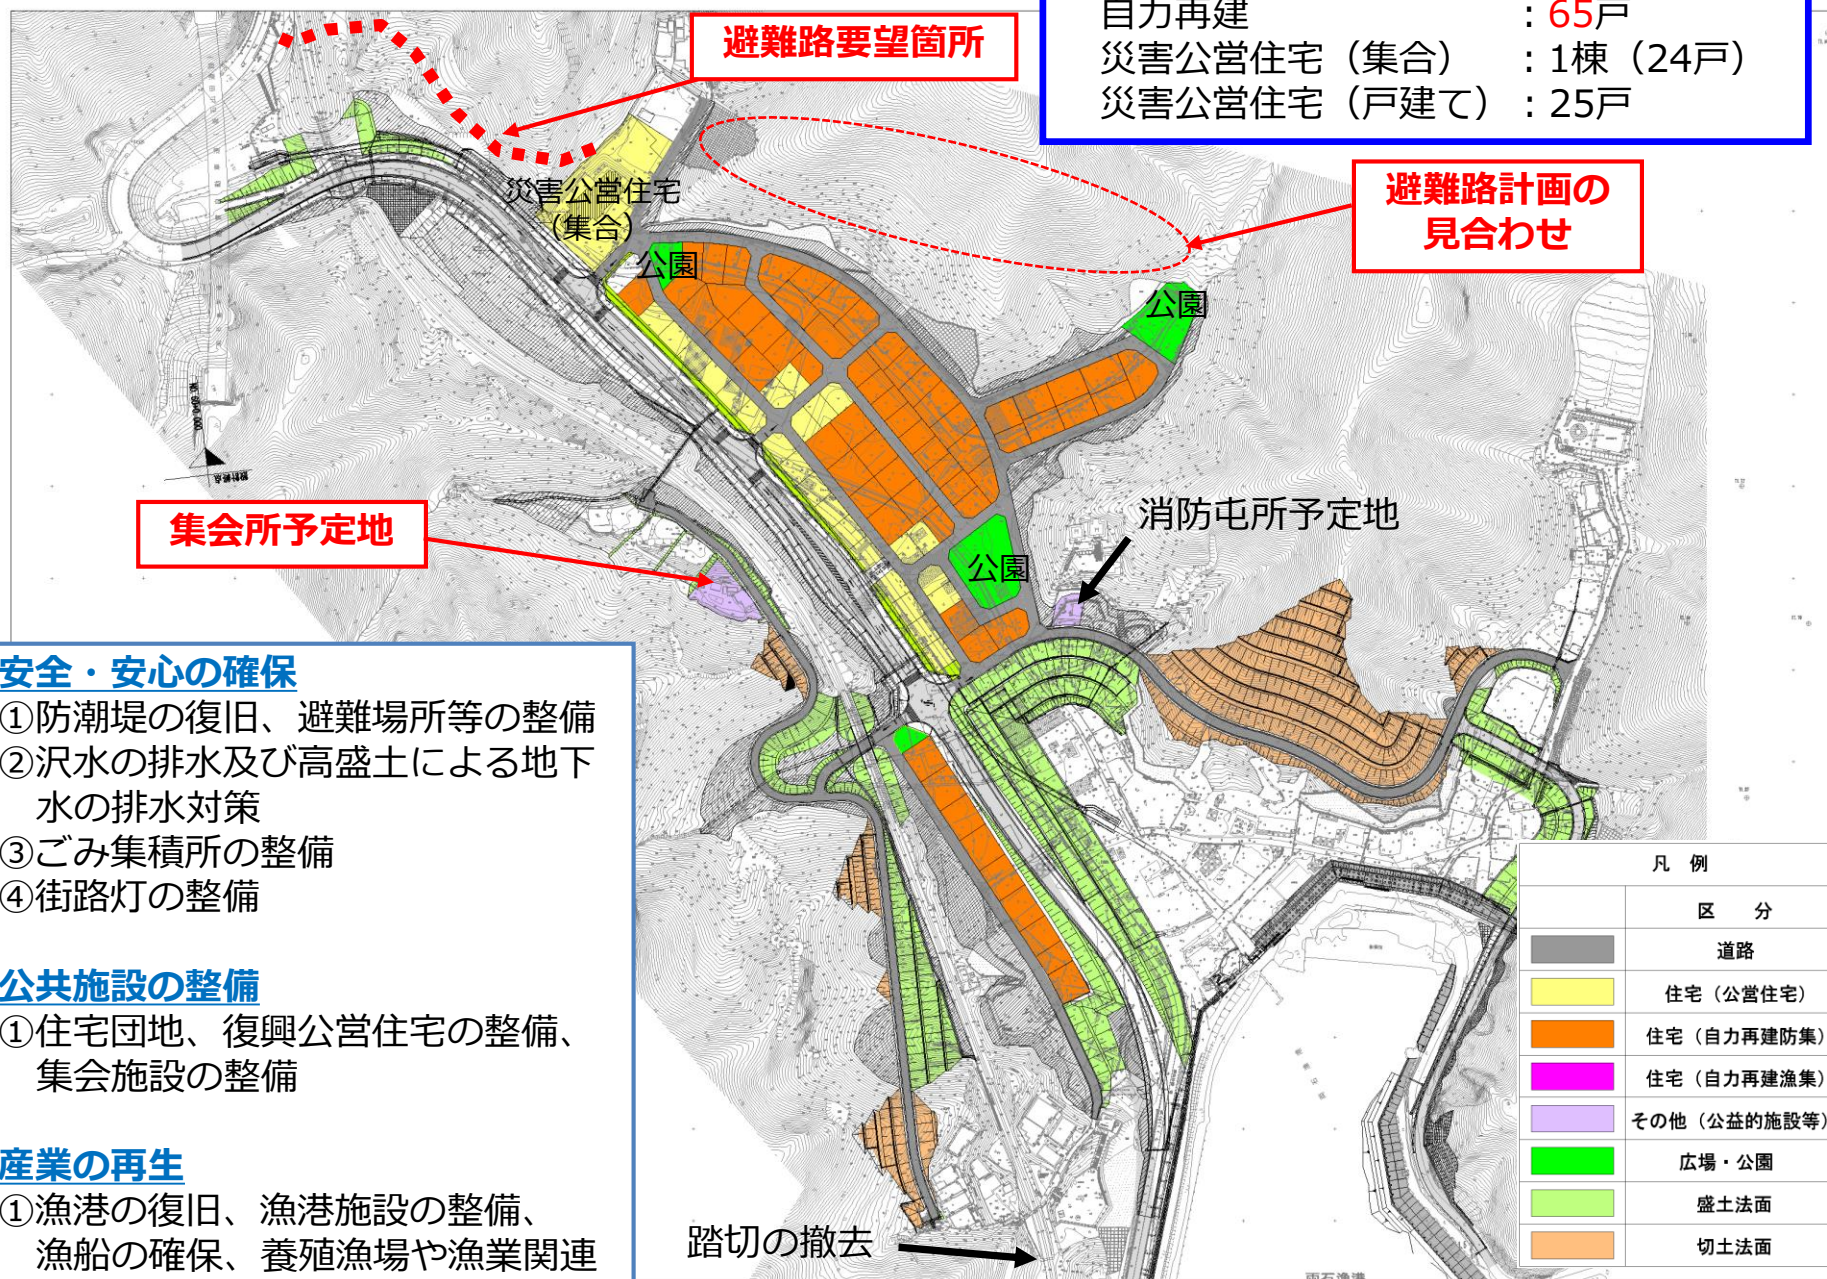 自力再建 ：65戸
災害公営住宅（集合） ：1棟（24戸）
災害公営住宅（戸建て）：25戸
避難路要望箇所
避難路計画の
見合わせ
災害公営住宅
（集合）
公園
公園
集会所予定地
消防屯所予定地
公園
安全・安心の確保
①防潮堤の復旧、避難場所等の整備
②沢水の排水及び高盛土による地下
水の排水対策
③ごみ集積所の整備
④街路灯の整備
公共施設の整備
①住宅団地、復興公営住宅の整備、
集会施設の整備
産業の再生
①漁港の復旧、漁港施設の整備、
漁船の確保、養殖漁場や漁業関連
踏切の撤去
凡 例
区 分
道路
住宅（公営住宅）
住宅（自力再建防集）
住宅（自力再建漁集）
その他（公益的施設等）
広場・公園
盛土法面
切土法面